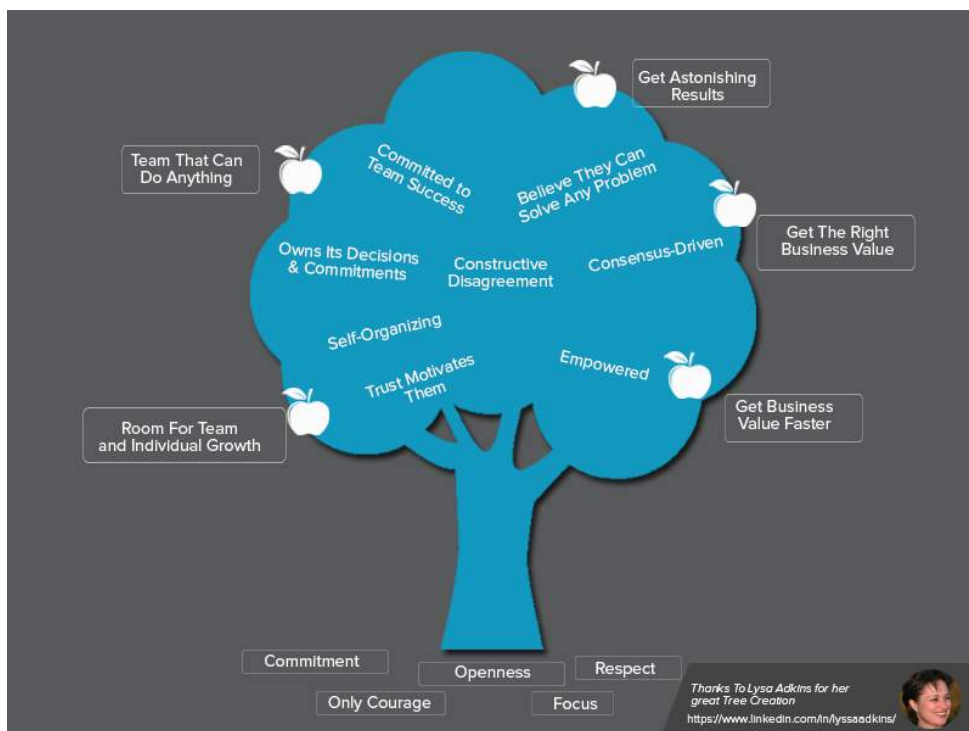 Get Astonishing
Results
Team That Can
Do Anything
Committed to
Team Success
Believe They Can
Solve Any Problem
Get The Right
Business Value
Owns Its Decisions
& Commitments
Constructive
Disagreement
Consensus-Driven
Self-Organizing
Trust Motivates
Them
Empowered
Room For Team
and Individual Growth
Get Business
Value Faster
Commitment
Openness
Respect
Only Courage
Focus
Thanks To Lysa Adkins for her
great Tree Creation
https://www.linkedin.com/in/lyssaadkins/